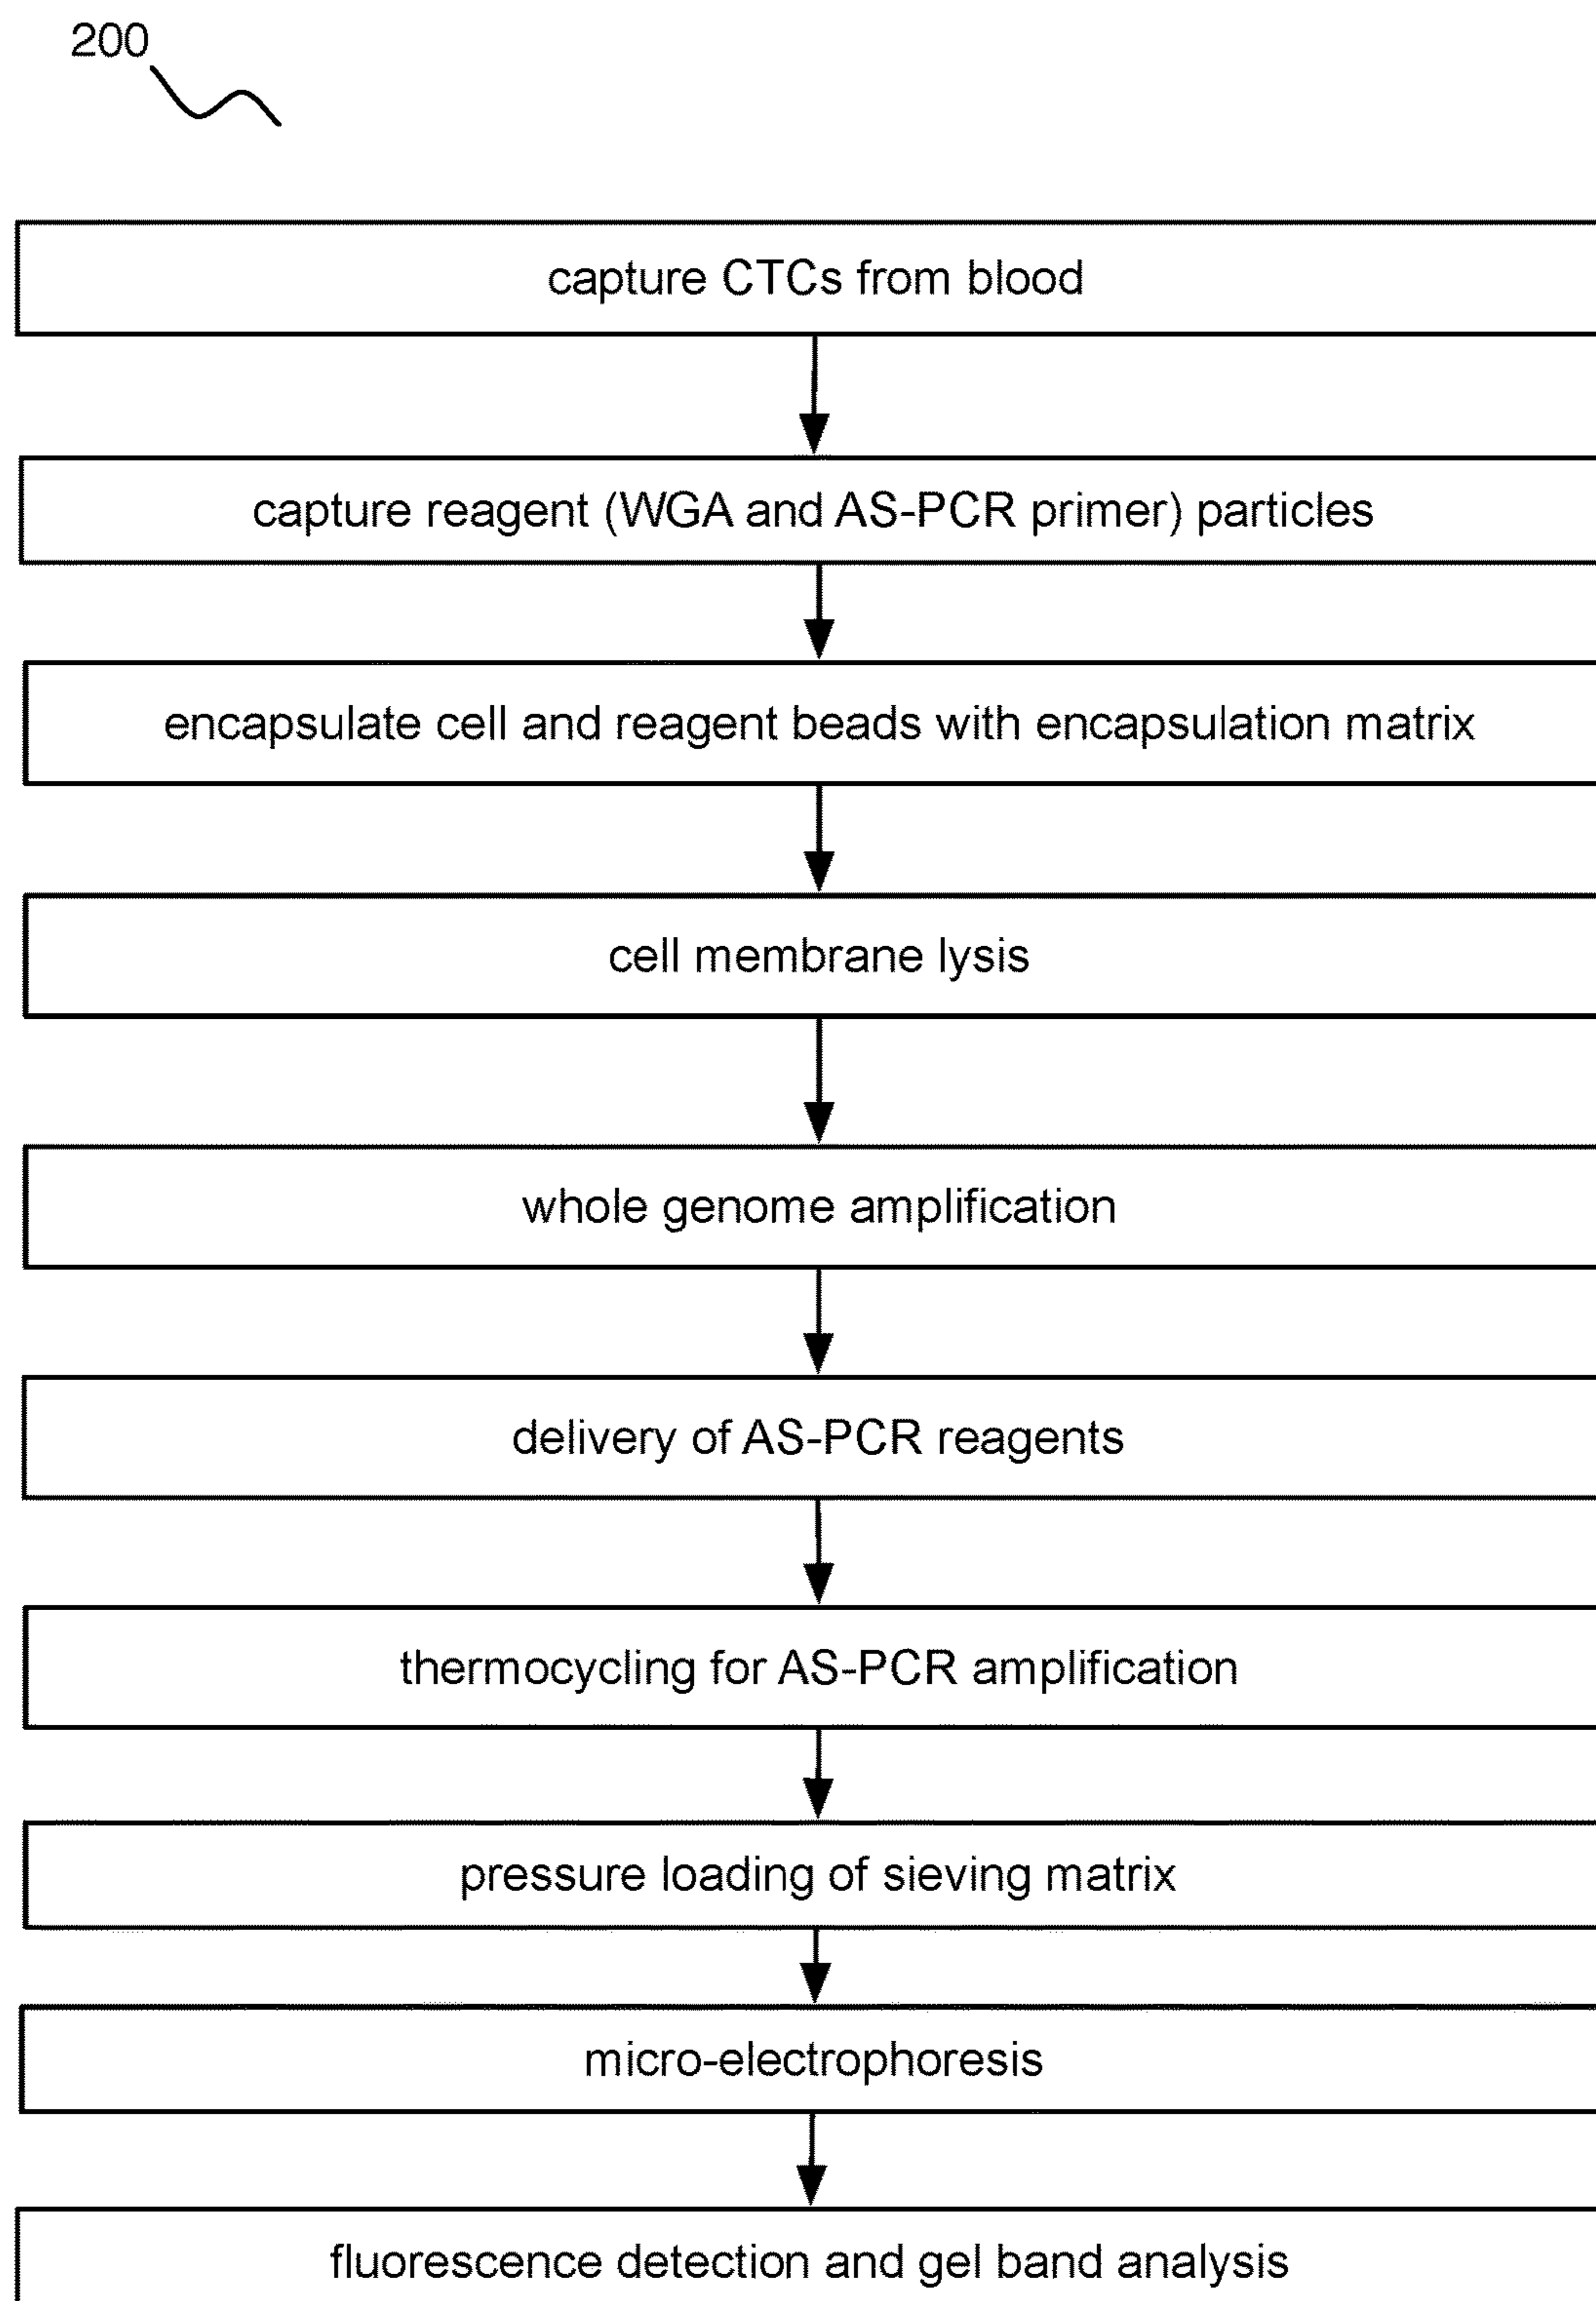 200
capture CTCs from blood
capture reagent (WGA and AS-PCR primer) particles
encapsulate cell and reagent beads with encapsulation matrix
cell membrane lysis
whole genome amplification
delivery of AS-PCR reagents
thermocycling for AS-PCR amplification
pressure loading of sieving matrix
micro-electrophoresis
fluorescence detection and gel band analysis